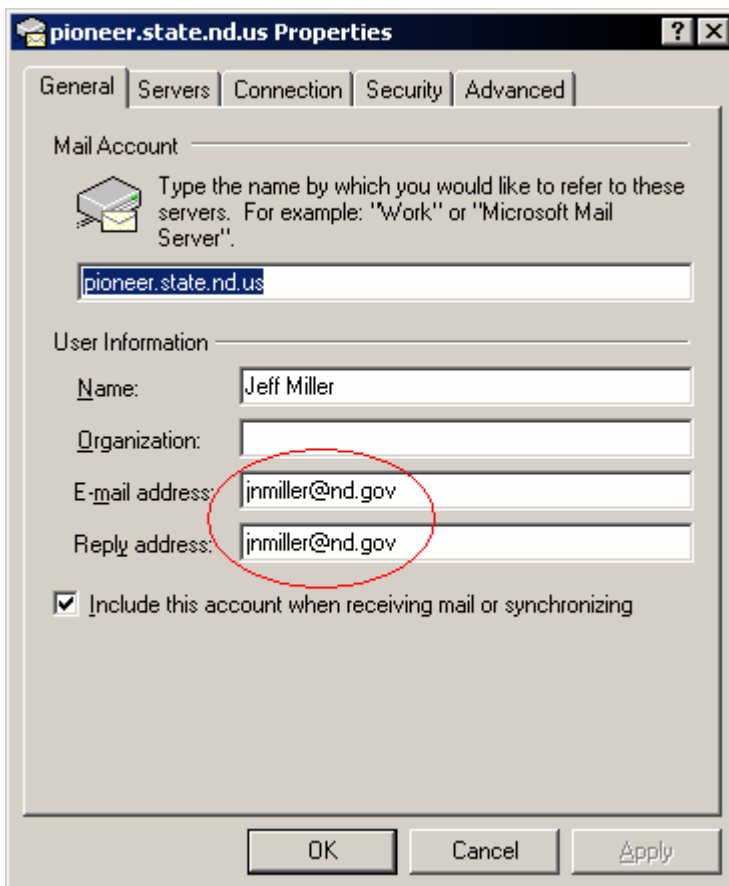 pioneer.state.nd.us Properties
General Servers Connection Security Advanced
Mail Account
Type the name by which you would like to refer to these
servers. For example: "Work" or "Microsoft Mail
Server".
pioneer.state.nd.us
User Information
Name: Jeff Miller
Organization:
E-mail address: jnmiller@nd.gov
Reply address: jnmiller@nd.gov
Include this account when receiving mail or synchronizing
OK Cancel Apply